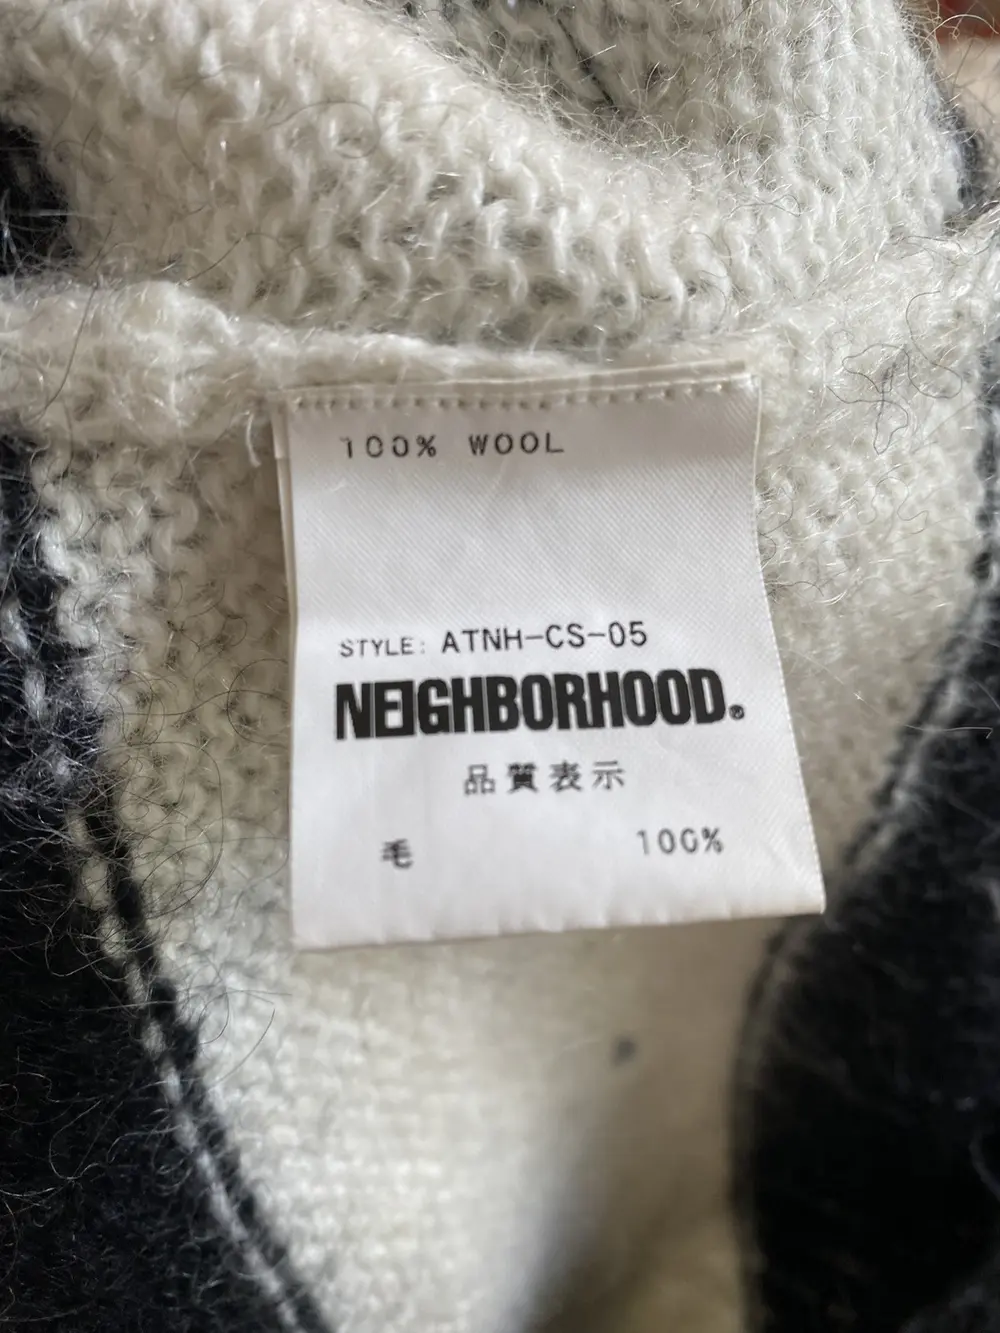 100% WOOL
STYLE: ATNH-CS-05
NEIGHBORHOOD®
品質表示
毛 100%